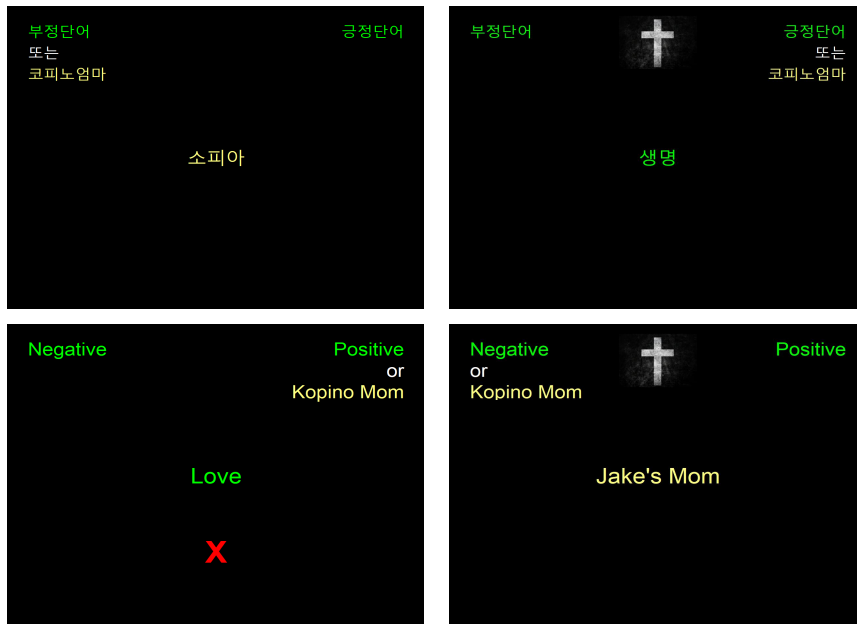 부정단어
긍정단어
또는
코피노엄마
소피아
부정단어
긍정단어
또는
코피노엄마
생명
Negative
Positive
or
Kopino Mom
Love
X
Negative
Positive
or
Kopino Mom
Jake's Mom